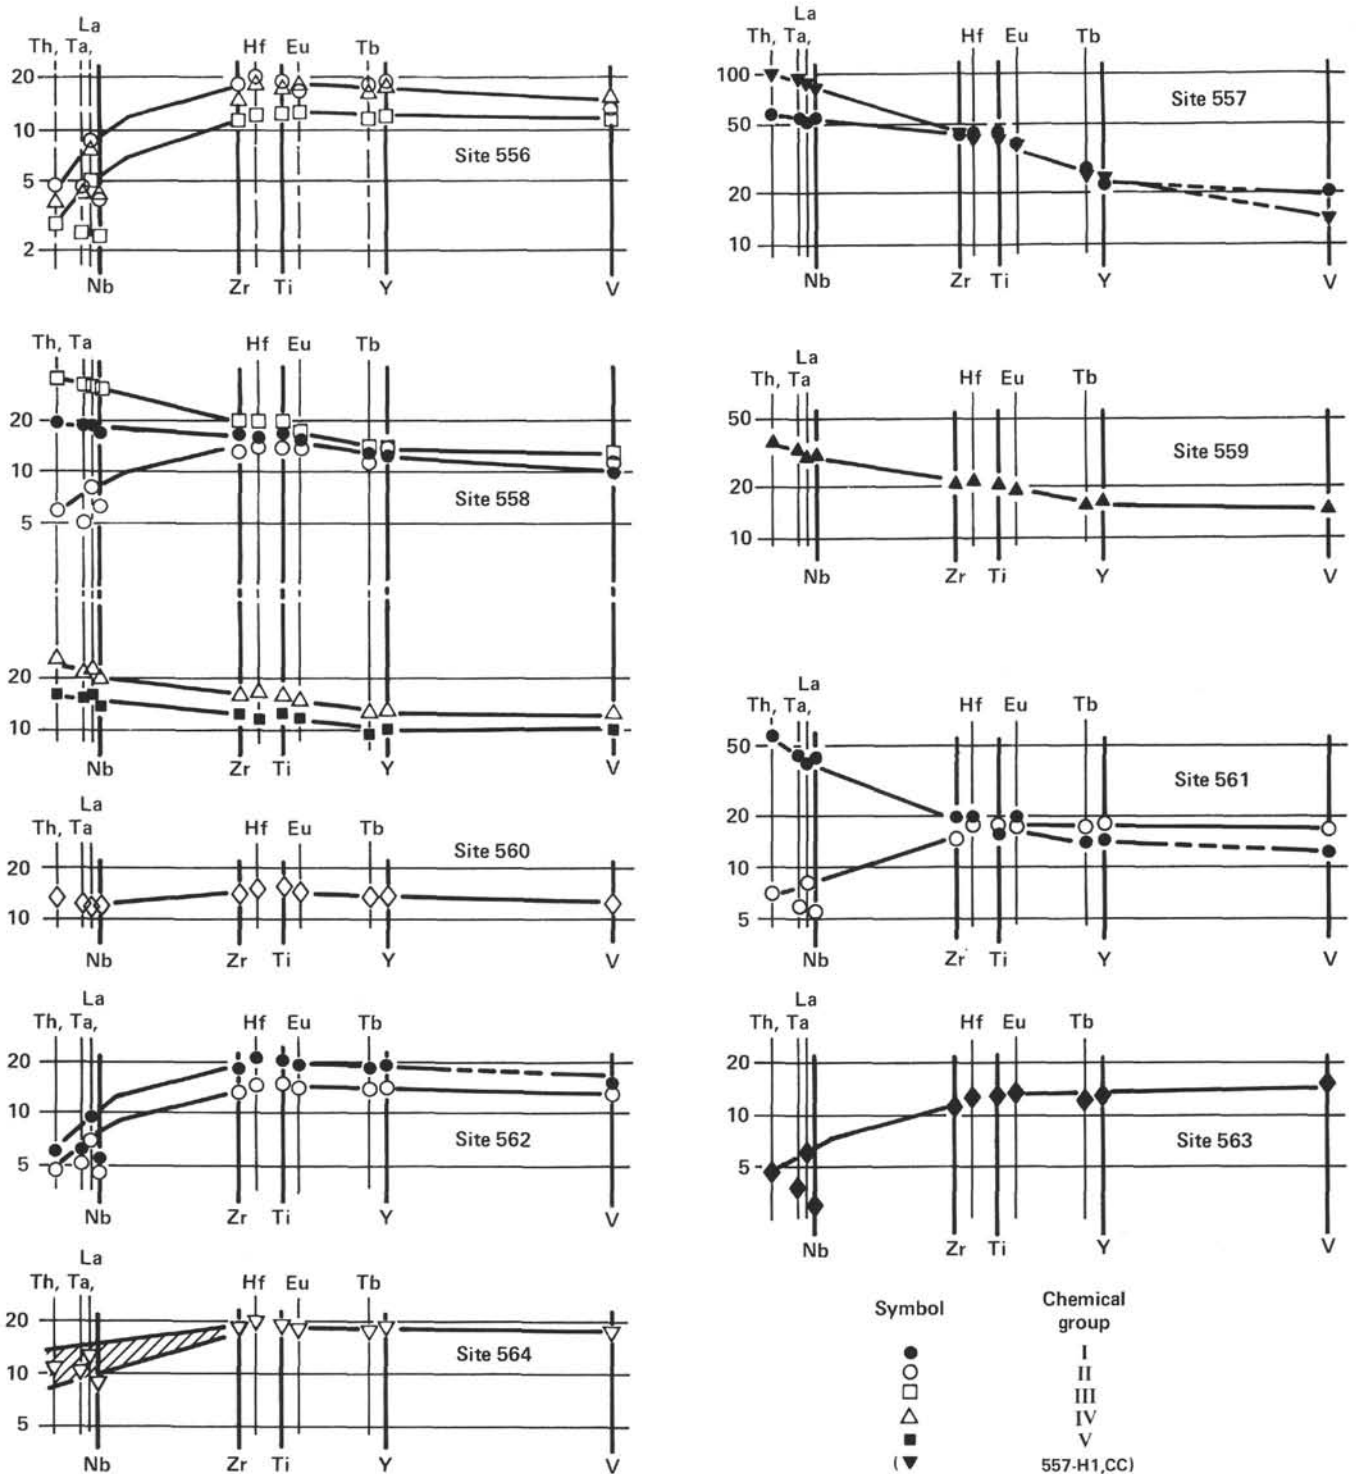 La
Th, Ta,
Hf Eu Tb
20
10
5
2
Site 556
Nb Zr Ti Y V
Th, Ta
Hf Eu Tb
20
10
5
Site 558
20
10
Nb Zr Ti Y V
La
Th, Ta
Hf Eu Tb
20
10
Site 560
Nb Zr Ti Y V
La
Th, Ta,
Hf Eu Tb
20
10
5
Site 562
Nb Zr Ti Y V
La
Th, Ta,
Hf Eu Tb
20
10
5
Site 564
Nb Zr Ti Y V
La
Th, Ta,
Hf Eu Tb
100
50
20
10
Site 557
Nb Zr Ti Y V
La
Th, Ta
Hf Eu Tb
50
20
10
Site 559
Nb Zr Ti Y V
La
Th, Ta,
Hf Eu Tb
50
20
10
5
Site 561
Nb Zr Ti Y V
La
Th, Ta
Hf Eu Tb
20
10
5
Site 563
Nb Zr Ti Y V
Symbol Chemical
group
I
II
III
IV
V
( 557-H1,CC)